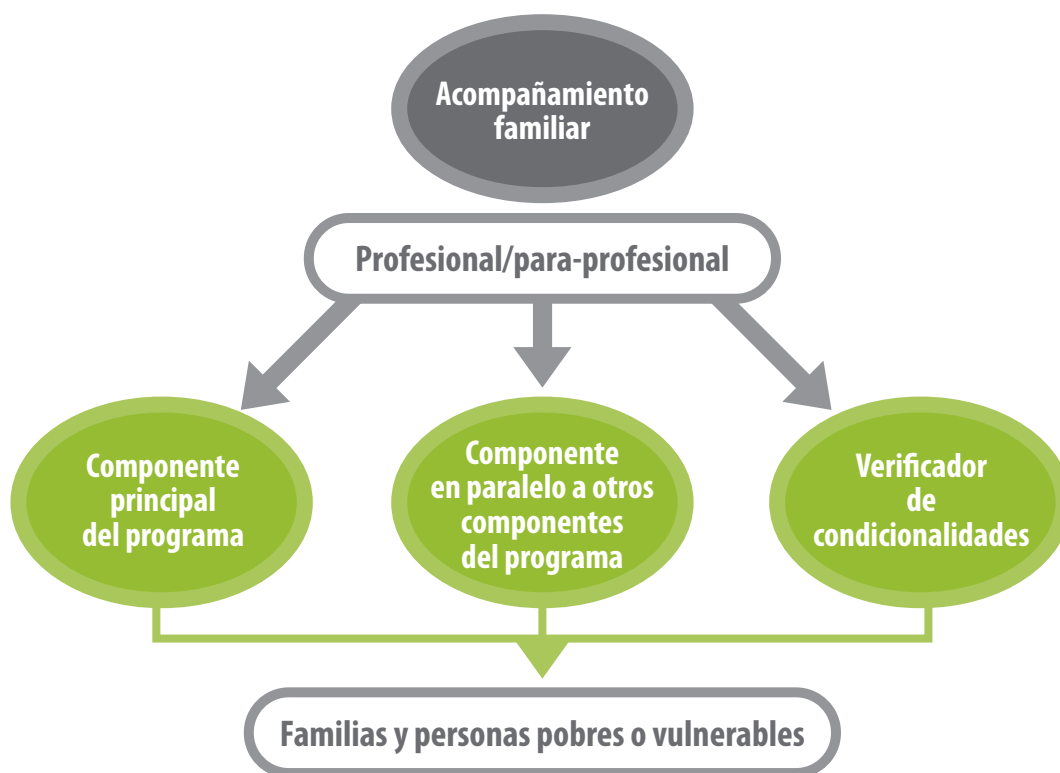 Acompañamiento
familiar
Profesional/para-profesional
Componente
principal
del programa
Componente
en paralelo a otros
componentes
del programa
Verificador
de
condicionalidades
Familias y personas pobres o vulnerables